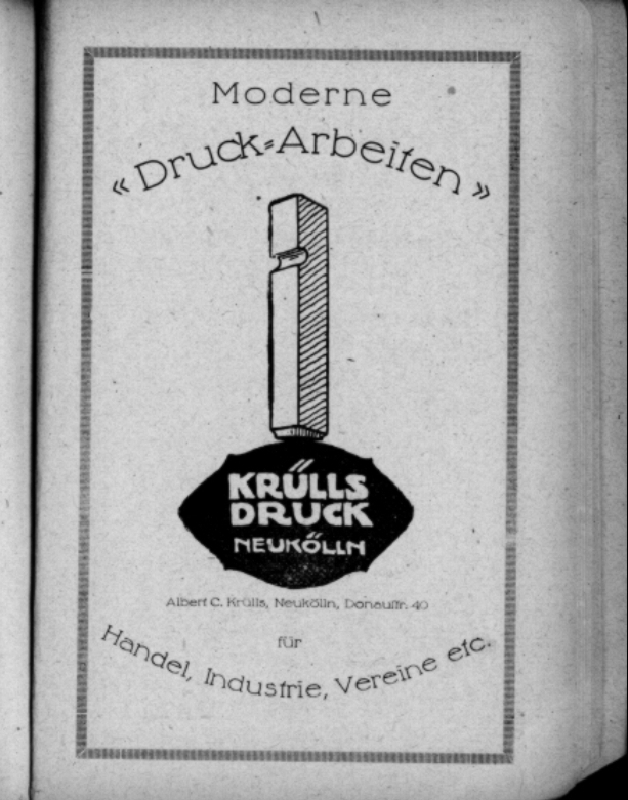 Moderne
« Druck=Arbeiten »
KRÜLLS
DRUCK
NEUKÖLLN
Albert C. Krülls, Neukölln, Donauſtr. 40
für
Handel, Industrie, Vereine etc.